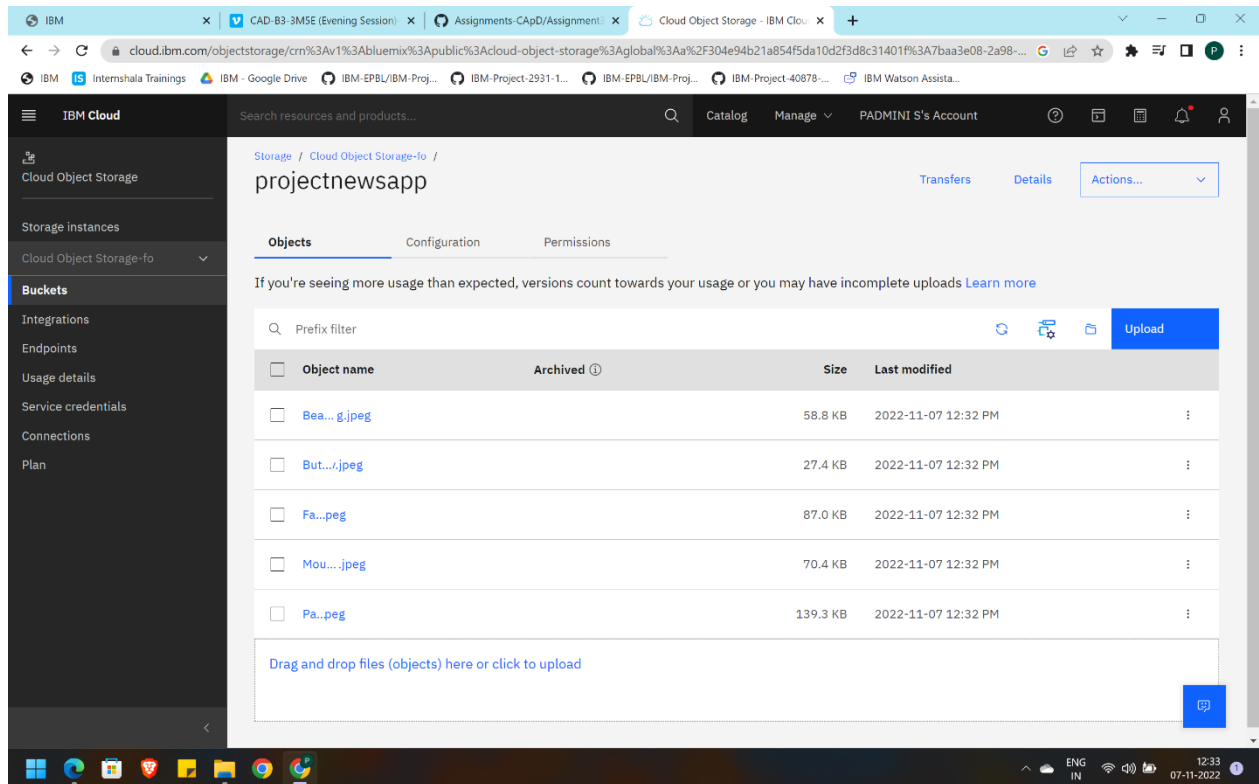 IBM
CAD-B3-3M5E (Evening Session)
Assignments-CApD/Assignment3
Cloud Object Storage - IBM Clou
cloud.ibm.com/objectstorage/crn%3Av1%3Abluemix%3Apublic%3Acloud-object-storage%3Aglobal%3Aa%2F304e94b21a854f5da10d2f3d8c31401f%3A7baa3e08-2a98-...
IBM
Internshala Trainings
IBM - Google Drive
IBM-EPBL/IBM-Proj...
IBM-Project-2931-1...
IBM-EPBL/IBM-Proj...
IBM-Project-40878-...
IBM Watson Assista...
IBM Cloud
Search resources and products...
Catalog
Manage
PADMINI S's Account
Cloud Object Storage
Storage instances
Cloud Object Storage-fo
Buckets
Integrations
Endpoints
Usage details
Service credentials
Connections
Plan
Storage / Cloud Object Storage-fo /
projectnewsapp
Transfers
Details
Actions...
Objects
Configuration
Permissions
If you're seeing more usage than expected, versions count towards your usage or you may have incomplete uploads Learn more
Prefix filter
Upload
Object name Archived Size Last modified
Bea... g.jpeg 58.8 KB 2022-11-07 12:32 PM
But...r.jpeg 27.4 KB 2022-11-07 12:32 PM
Fa...peg 87.0 KB 2022-11-07 12:32 PM
Mou... .jpeg 70.4 KB 2022-11-07 12:32 PM
Pa...peg 139.3 KB 2022-11-07 12:32 PM
Drag and drop files (objects) here or click to upload
ENG
IN
12:33
07-11-2022
1